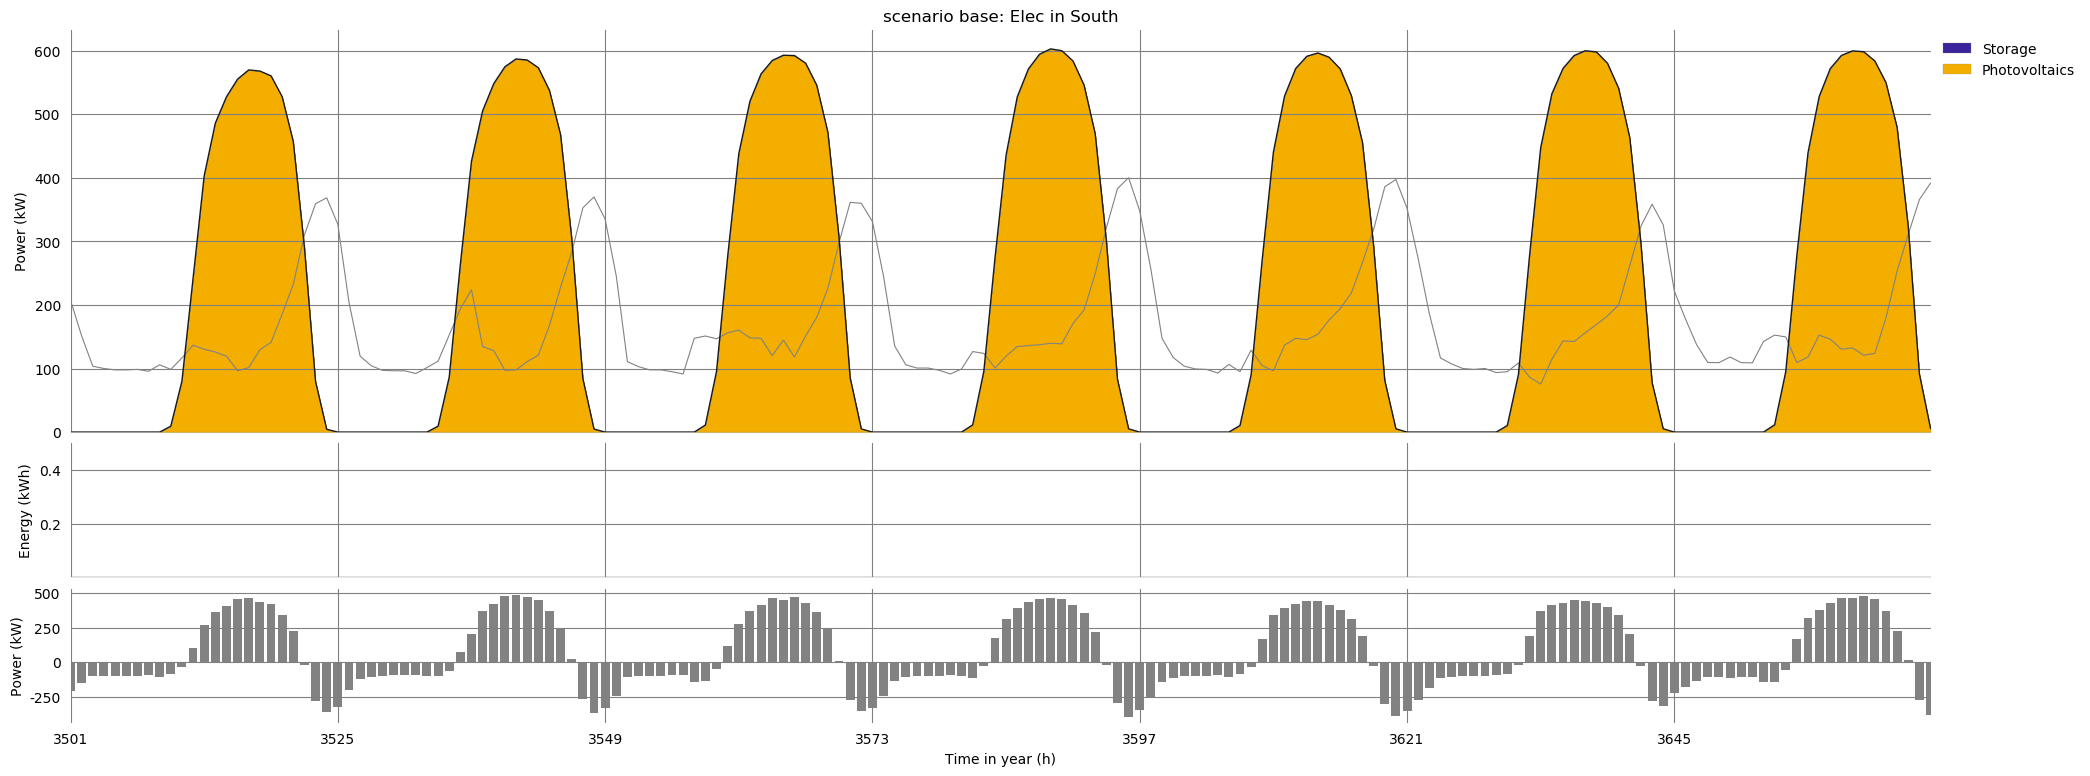 scenario base: Elec in South
Storage
Photovoltaics
Power (kW)
600
500
400
300
200
100
0
Energy (kWh)
0.4
0.2
Power (kW)
500
250
0
-250
3501 3525 3549 3573 3597 3621 3645
Time in year (h)